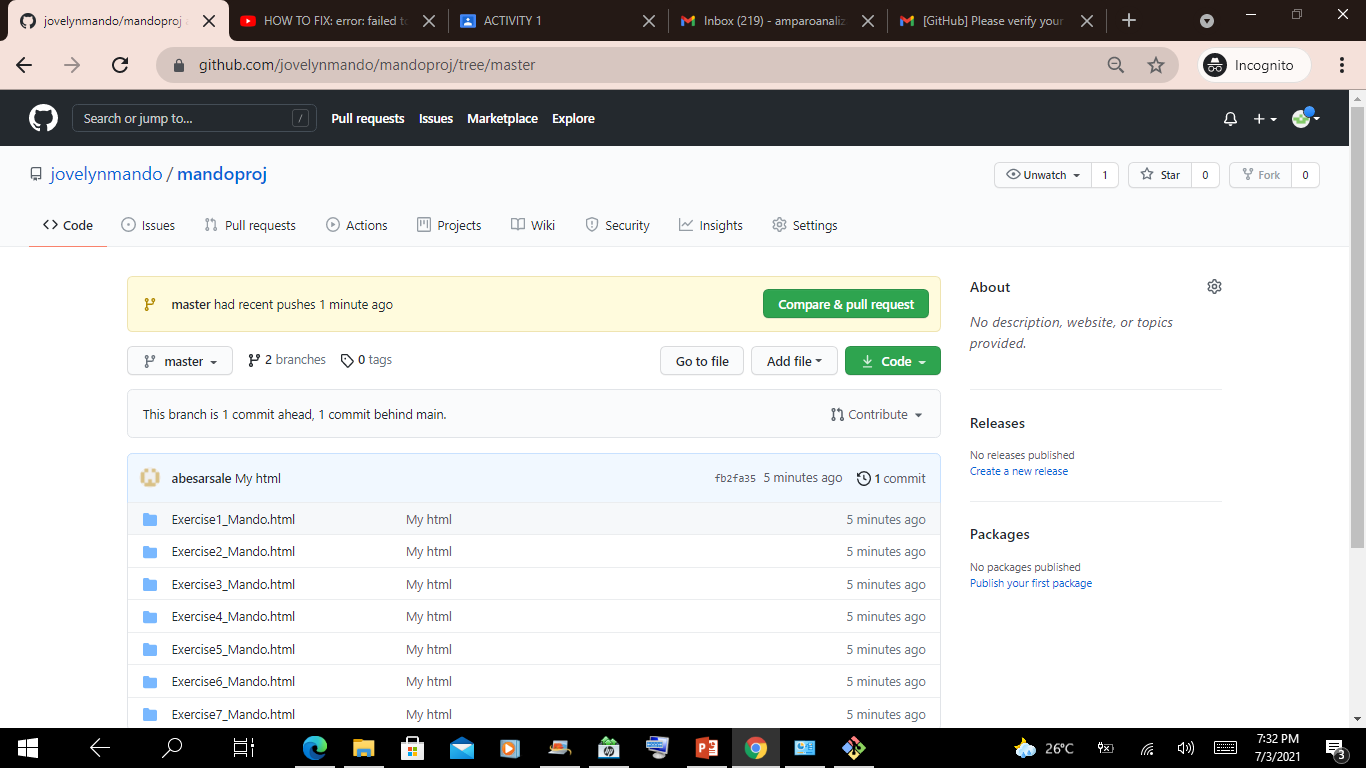 jovelynmando/mandoproj
HOW TO FIX: error: failed to
ACTIVITY 1
Inbox (219) - amparoanaliz
[GitHub] Please verify your
github.com/jovelynmando/mandoproj/tree/master
Incognito
Search or jump to...
/
Pull requests
Issues
Marketplace
Explore
jovelynmando / mandoproj
Unwatch
1
Star
0
Fork
0
Code
Issues
Pull requests
Actions
Projects
Wiki
Security
Insights
Settings
master had recent pushes 1 minute ago
Compare & pull request
master
2 branches
0 tags
Go to file
Add file
Code
This branch is 1 commit ahead, 1 commit behind main.
Contribute
abesarsale My html
fb2fa35 5 minutes ago
1 commit
Exercise1_Mando.html My html 5 minutes ago
Exercise2_Mando.html My html 5 minutes ago
Exercise3_Mando.html My html 5 minutes ago
Exercise4_Mando.html My html 5 minutes ago
Exercise5_Mando.html My html 5 minutes ago
Exercise6_Mando.html My html 5 minutes ago
Exercise7_Mando.html My html 5 minutes ago
About
No description, website, or topics
provided.
Releases
No releases published
Create a new release
Packages
No packages published
Publish your first package
26°C
7:32 PM
7/3/2021
3